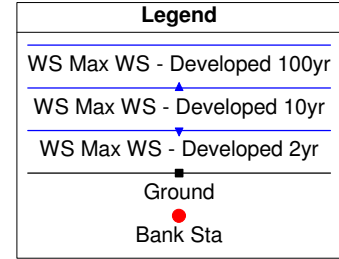 Legend
WS Max WS - Developed 100yr
WS Max WS - Developed 10yr
WS Max WS - Developed 2yr
Ground
Bank Sta